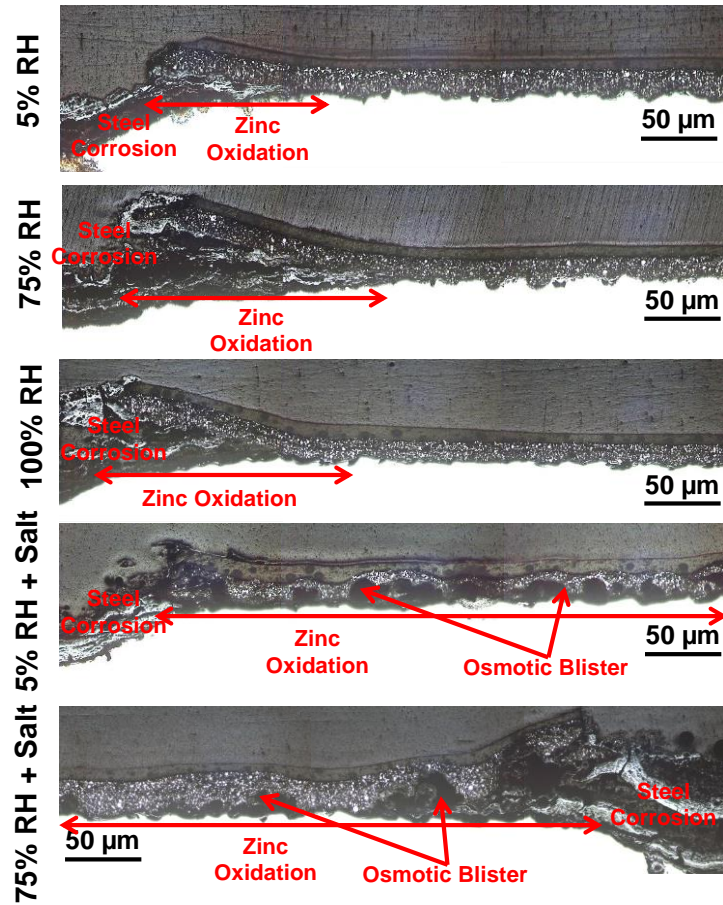 5% RH
Steel
Corrosion
Zinc
Oxidation
50 µm
75% RH
Steel
Corrosion
Zinc
Oxidation
50 µm
100% RH
Steel
Corrosion
Zinc Oxidation
50 µm
5% RH + Salt
Steel
Corrosion
Zinc
Oxidation
Osmotic Blister
50 µm
75% RH + Salt
Steel
Corrosion
50 µm
Zinc
Oxidation
Osmotic Blister